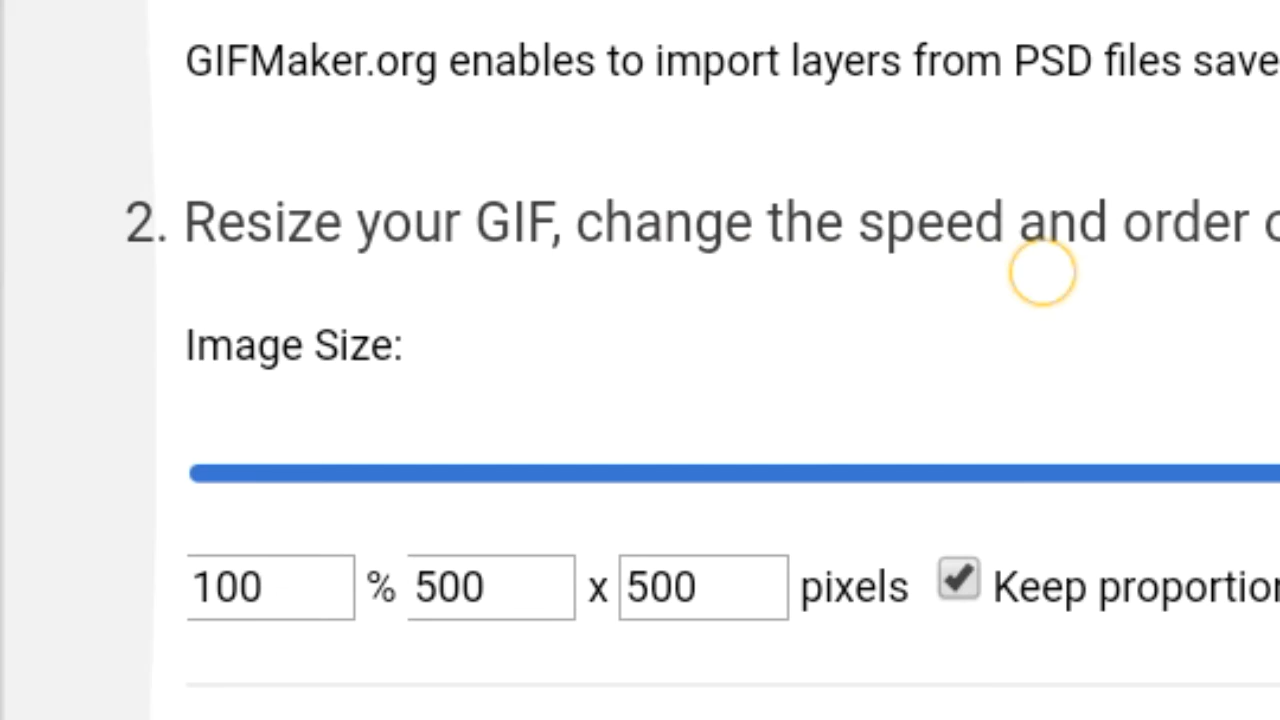 GIFMaker.org enables to import layers from PSD files save
2. Resize your GIF, change the speed and order
Image Size:
100 % 500 x 500 pixels Keep proportion